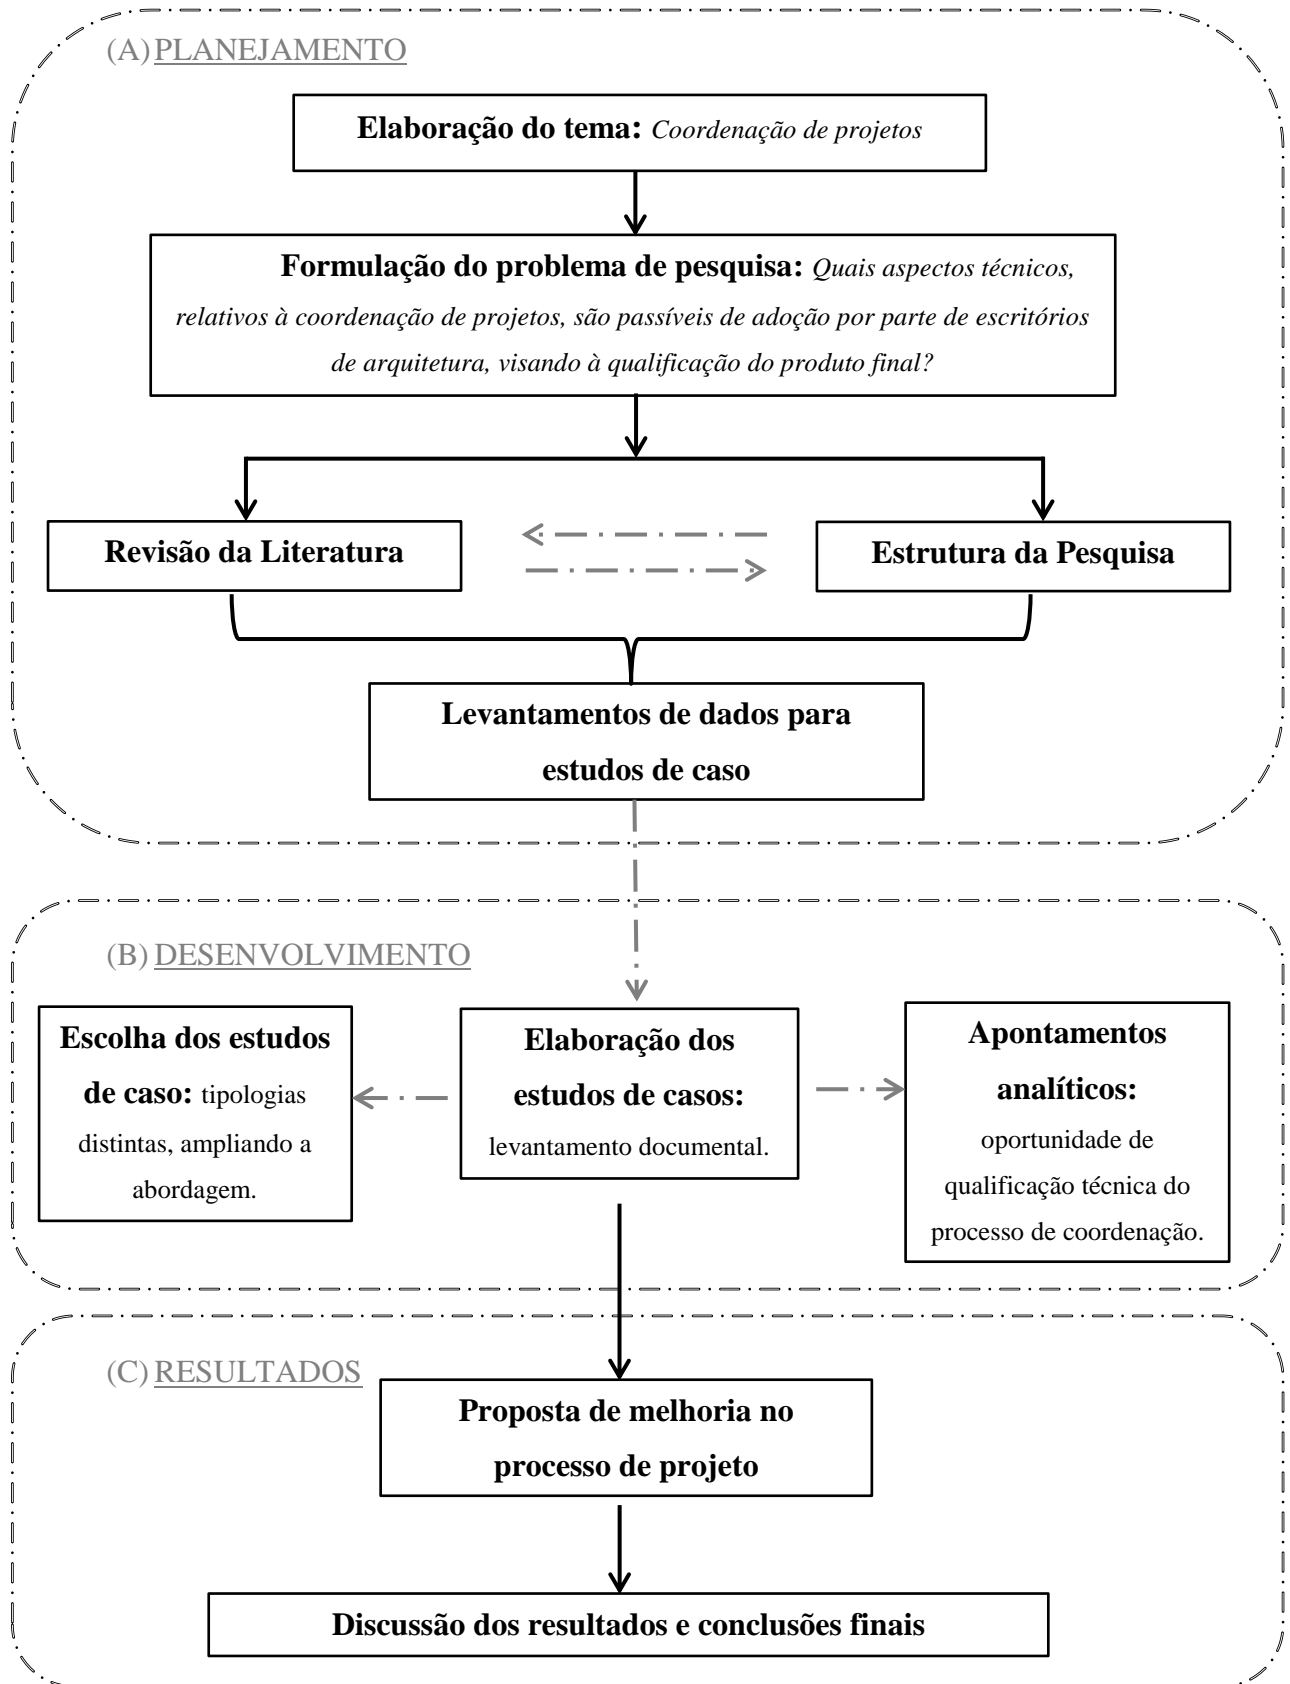 (A) PLANEJAMENTO
Elaboração do tema: Coordenação de projetos
Formulação do problema de pesquisa: Quais aspectos técnicos,
relativos à coordenação de projetos, são passíveis de adoção por parte de escritórios
de arquitetura, visando à qualificação do produto final?
Revisão da Literatura
Estrutura da Pesquisa
Levantamentos de dados para
estudos de caso
(B) DESENVOLVIMENTO
Escolha dos estudos
de caso: tipologias
distintas, ampliando a
abordagem.
Elaboração dos
estudos de casos:
levantamento documental.
Apontamentos
analíticos:
oportunidade de
qualificação técnica do
processo de coordenação.
(C) RESULTADOS
Proposta de melhoria no
processo de projeto
Discussão dos resultados e conclusões finais